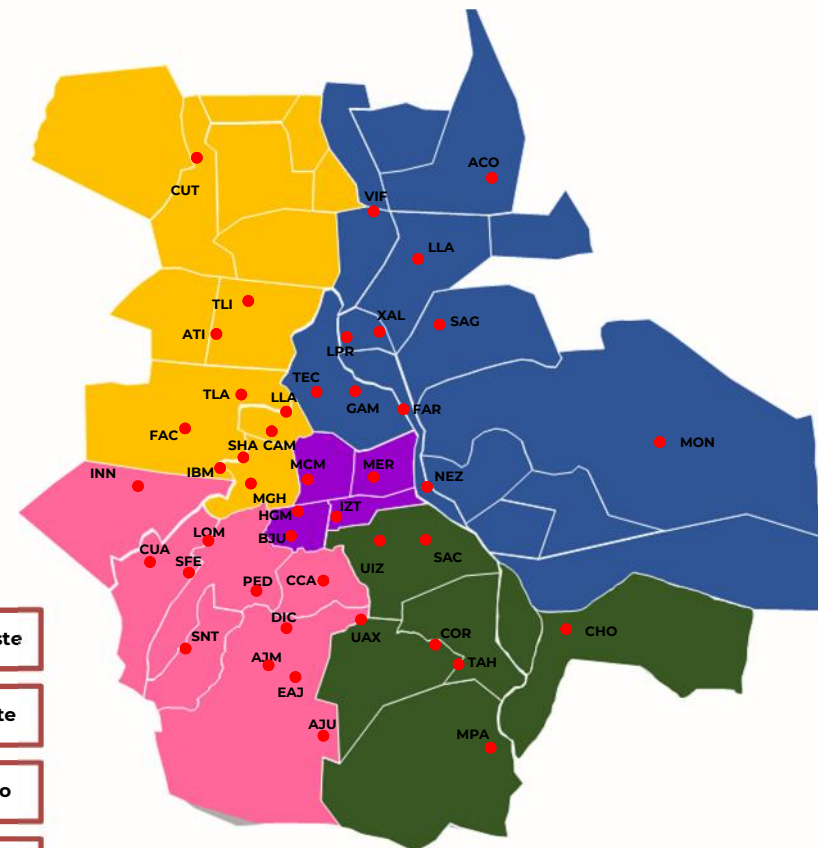 ACO
CUT
VIF
LLA
TLI
XAL
SAG
ATI
LPR
TEC
TLA
LLA
GAM
FAR
FAC
SHA CAM
MON
INN
IBM
MCM
MER
NEZ
MGH
HGM
IZT
LOM
BJU
CUA
SAC
SFE
UIZ
PED
CCA
DIC
CHO
ste
SNT
UAX
COR
AJM
TAH
EAJ
te
AJU
MPA
o